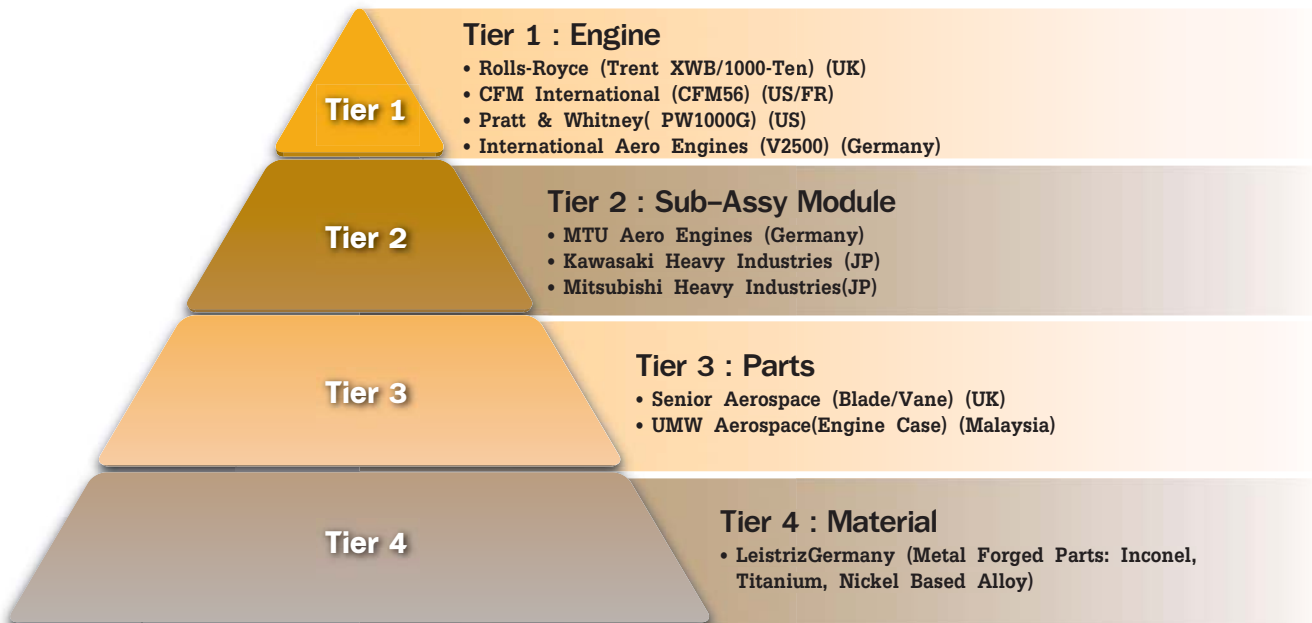 Tier 1
Tier 1 : Engine
• Rolls-Royce (Trent XWB/1000-Ten) (UK)
• CFM International (CFM56) (US/FR)
• Pratt & Whitney( PW1000G) (US)
• International Aero Engines (V2500) (Germany)
Tier 2
Tier 2 : Sub–Assy Module
• MTU Aero Engines (Germany)
• Kawasaki Heavy Industries (JP)
• Mitsubishi Heavy Industries(JP)
Tier 3
Tier 3 : Parts
• Senior Aerospace (Blade/Vane) (UK)
• UMW Aerospace(Engine Case) (Malaysia)
Tier 4
Tier 4 : Material
• LeistrizGermany (Metal Forged Parts: Inconel,
Titanium, Nickel Based Alloy)